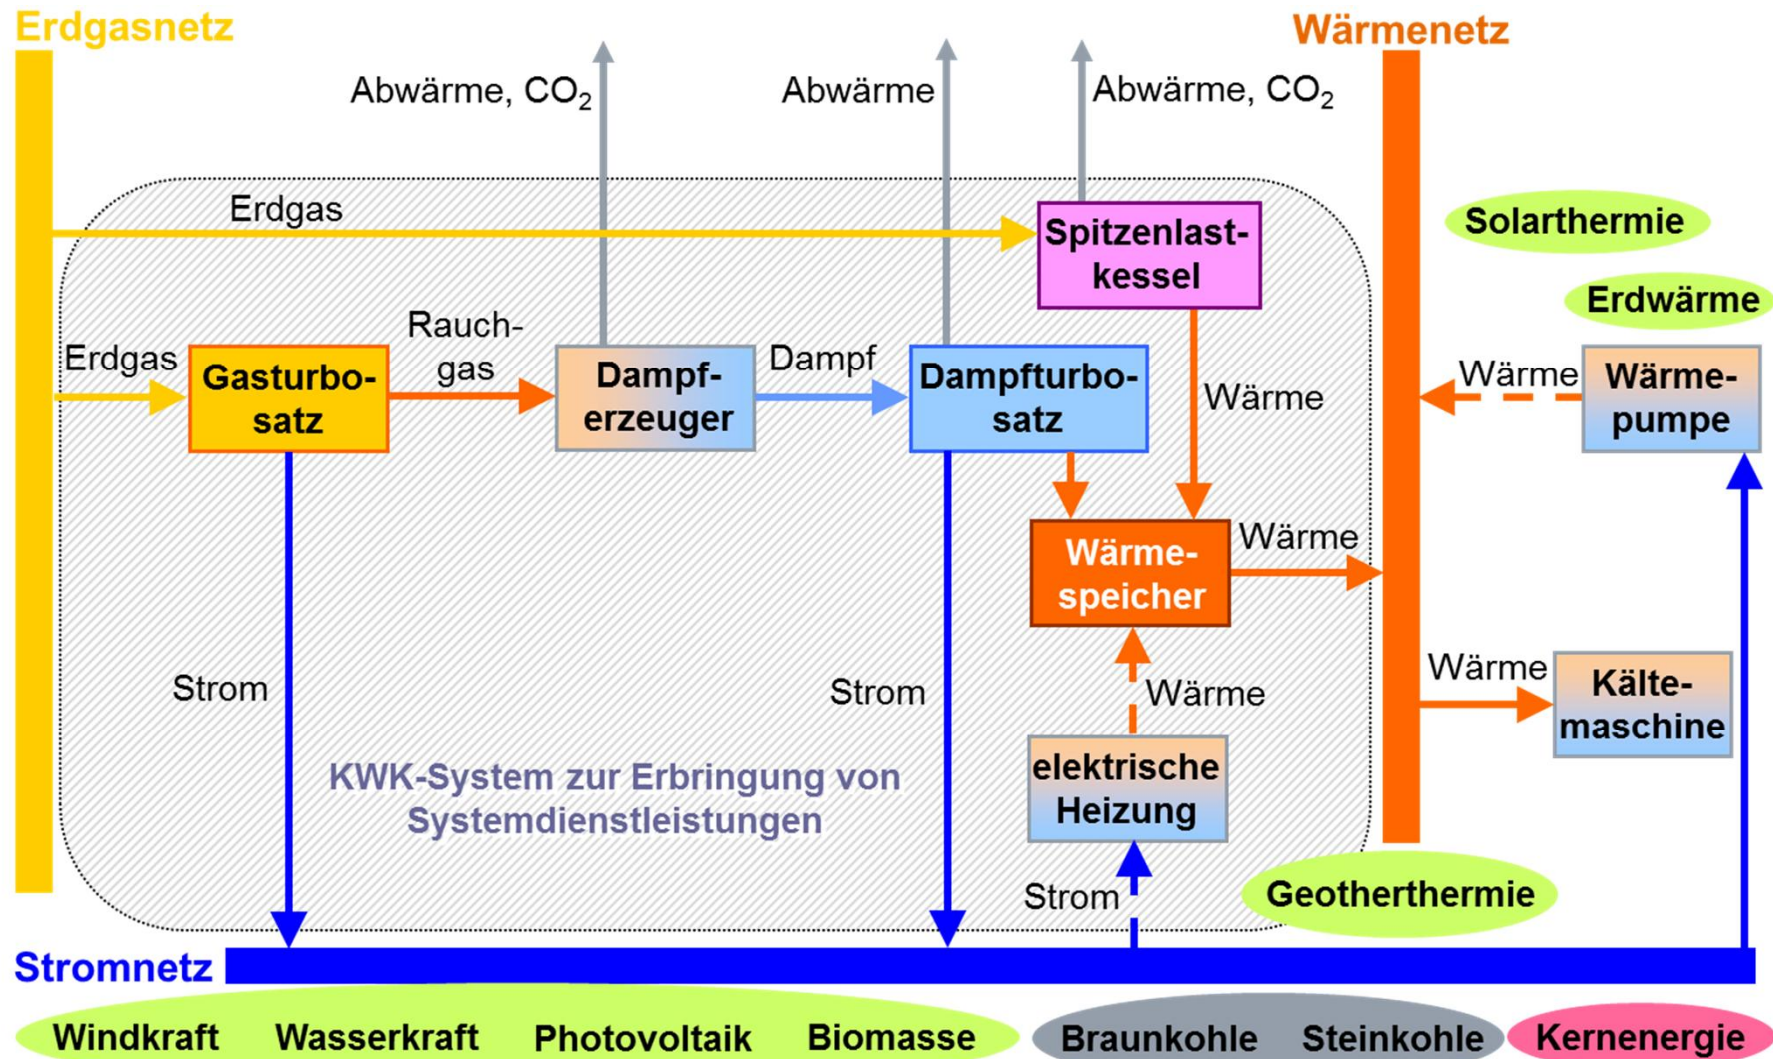 Erdgasnetz
Wärmenetz
Abwärme, CO₂
Abwärme
Abwärme, CO₂
Erdgas
Spitzenlast-
kessel
Solarthermie
Erdwärme
Erdgas
Gasturbo-
satz
Rauch-
gas
Dampf-
erzeuger
Dampf
Dampfturbo-
satz
Wärme
Wärme
Wärme-
pumpe
Wärme-
speicher
Wärme
Strom
Strom
Wärme
Wärme
Kälte-
maschine
KWK-System zur Erbringung von
Systemdienstleistungen
elektrische
Heizung
Strom
Geotherthermie
Stromnetz
Windkraft Wasserkraft Photovoltaik Biomasse Braunkohle Steinkohle Kernenergie